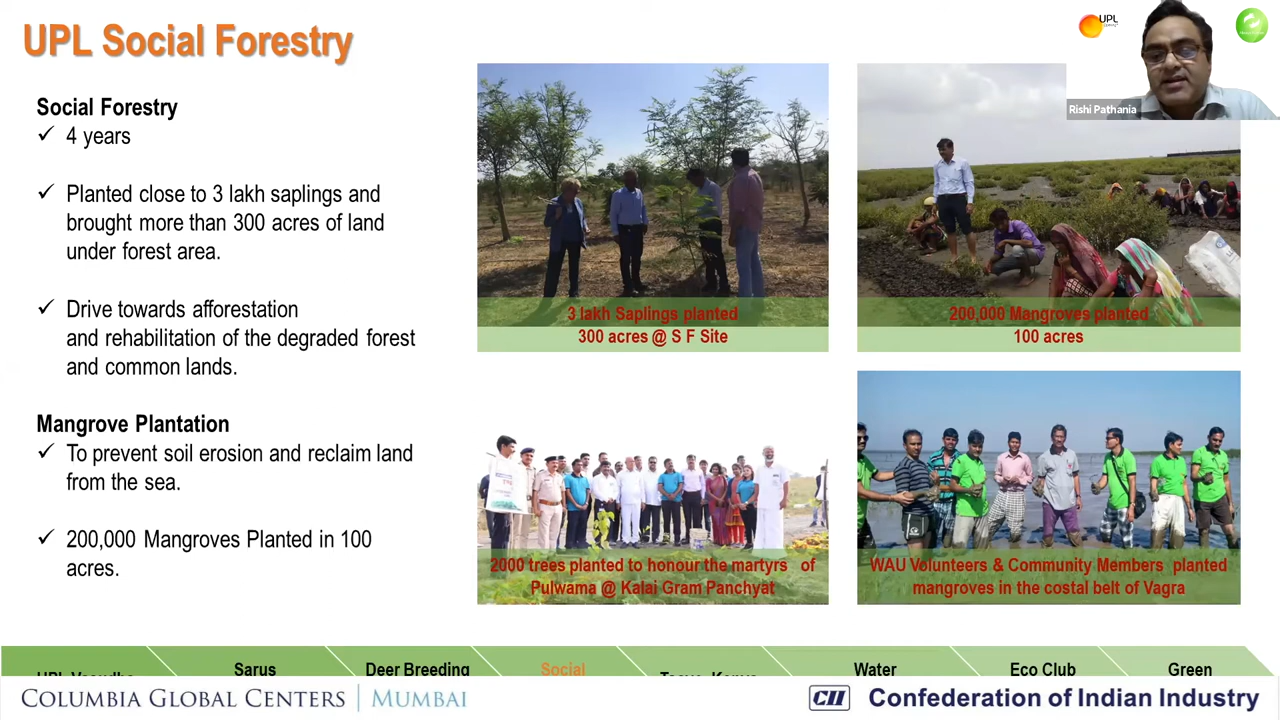 UPL Social Forestry
Social Forestry
✓ 4 years
✓ Planted close to 3 lakh saplings and
brought more than 300 acres of land
under forest area.
✓ Drive towards afforestation
and rehabilitation of the degraded forest
and common lands.
Mangrove Plantation
✓ To prevent soil erosion and reclaim land
from the sea.
✓ 200,000 Mangroves Planted in 100
acres.
3 lakh Saplings planted
300 acres @ S F Site
200,000 Mangroves planted
100 acres
2000 trees planted to honour the martyrs of
Pulwama @ Kalai Gram Panchyat
WAU Volunteers & Community Members planted
mangroves in the costal belt of Vagra
UPL
Rishi Pathania
Sarus
Deer Breeding
Social
Water
Eco Club
Green
COLUMBIA GLOBAL CENTERS | MUMBAI
CII Confederation of Indian Industry